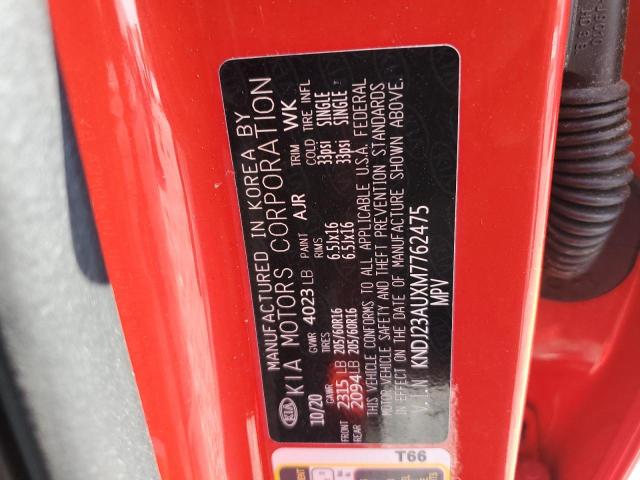 MANUFACTURED IN KOREA BY
KIA KIA MOTORS CORPORATION
10/20 GVWR 4023 LB PAINT AJR TRIM WK
GAWR TIRES RIMS COLD TIRE INFL
FRONT 2315 LB 205/60R16 6.5Jx16 33psi SINGLE
REAR 2094 LB 205/60R16 6.5Jx16 33psi SINGLE
THIS VEHICLE CONFORMS TO ALL APPLICABLE U.S.A. FEDERAL
MOTOR VEHICLE SAFETY AND THEFT PREVENTION STANDARDS
IN EFFECT ON THE DATE OF MANUFACTURE SHOWN ABOVE.
V.I.N KNDJ23AUXM7762475
MPV
T66